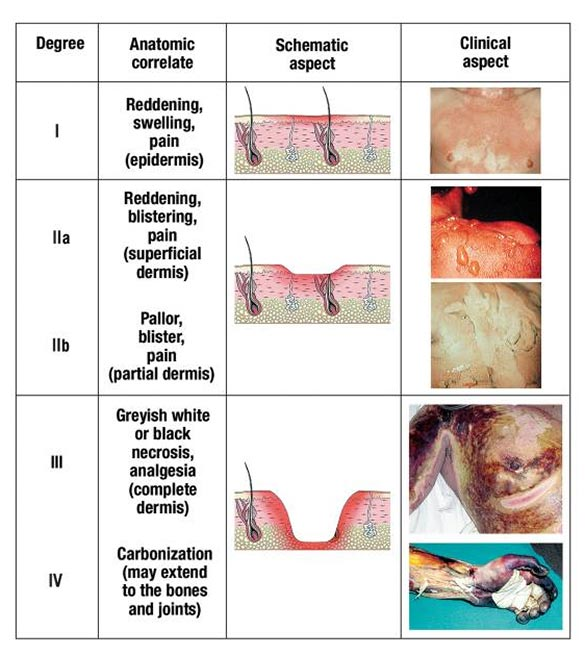 Degree
Anatomic
correlate
Schematic
aspect
Clinical
aspect
I
Reddening,
swelling,
pain
(epidermis)
IIa
Reddening,
blistering,
pain
(superficial
dermis)
IIb
Pallor,
blister,
pain
(partial dermis)
III
Greyish white
or black
necrosis,
analgesia
(complete
dermis)
IV
Carbonization
(may extend
to the bones
and joints)